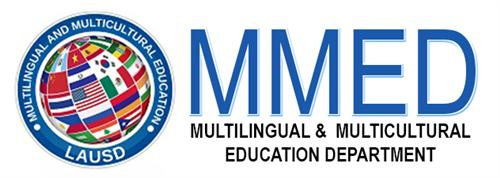 MULTILINGUAL AND MULTICULTURAL EDUCATION
LAUSD
MMED
MULTILINGUAL & MULTICULTURAL
EDUCATION DEPARTMENT